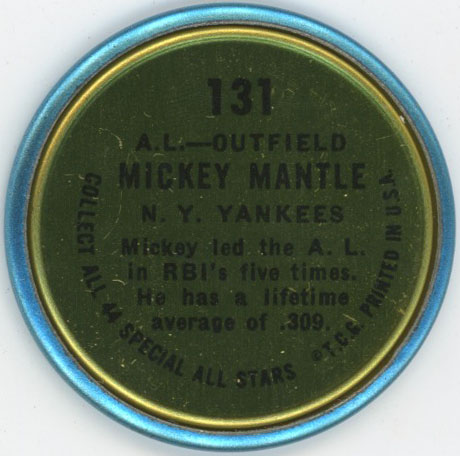 131
A.L.—OUTFIELD
MICKEY MANTLE
N. Y. YANKEES
Mickey led the A. L.
in RBI's five times.
He has a lifetime
average of .309.
COLLECT ALL 44 SPECIAL ALL STARS
©T.C.G. PRINTED IN USA.